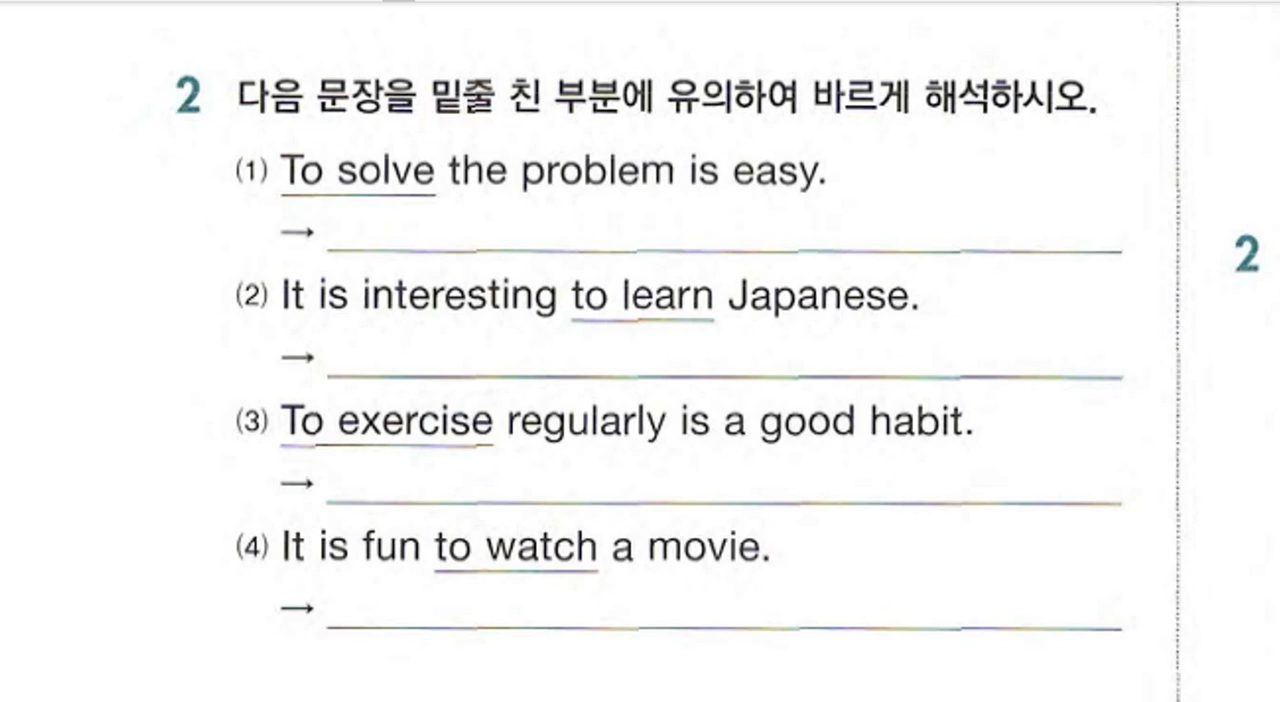 2 다음 문장을 밑줄 친 부분에 유의하여 바르게 해석하시오.
(1) To solve the problem is easy.
→
(2) It is interesting to learn Japanese.
→
(3) To exercise regularly is a good habit.
→
(4) It is fun to watch a movie.
→
2